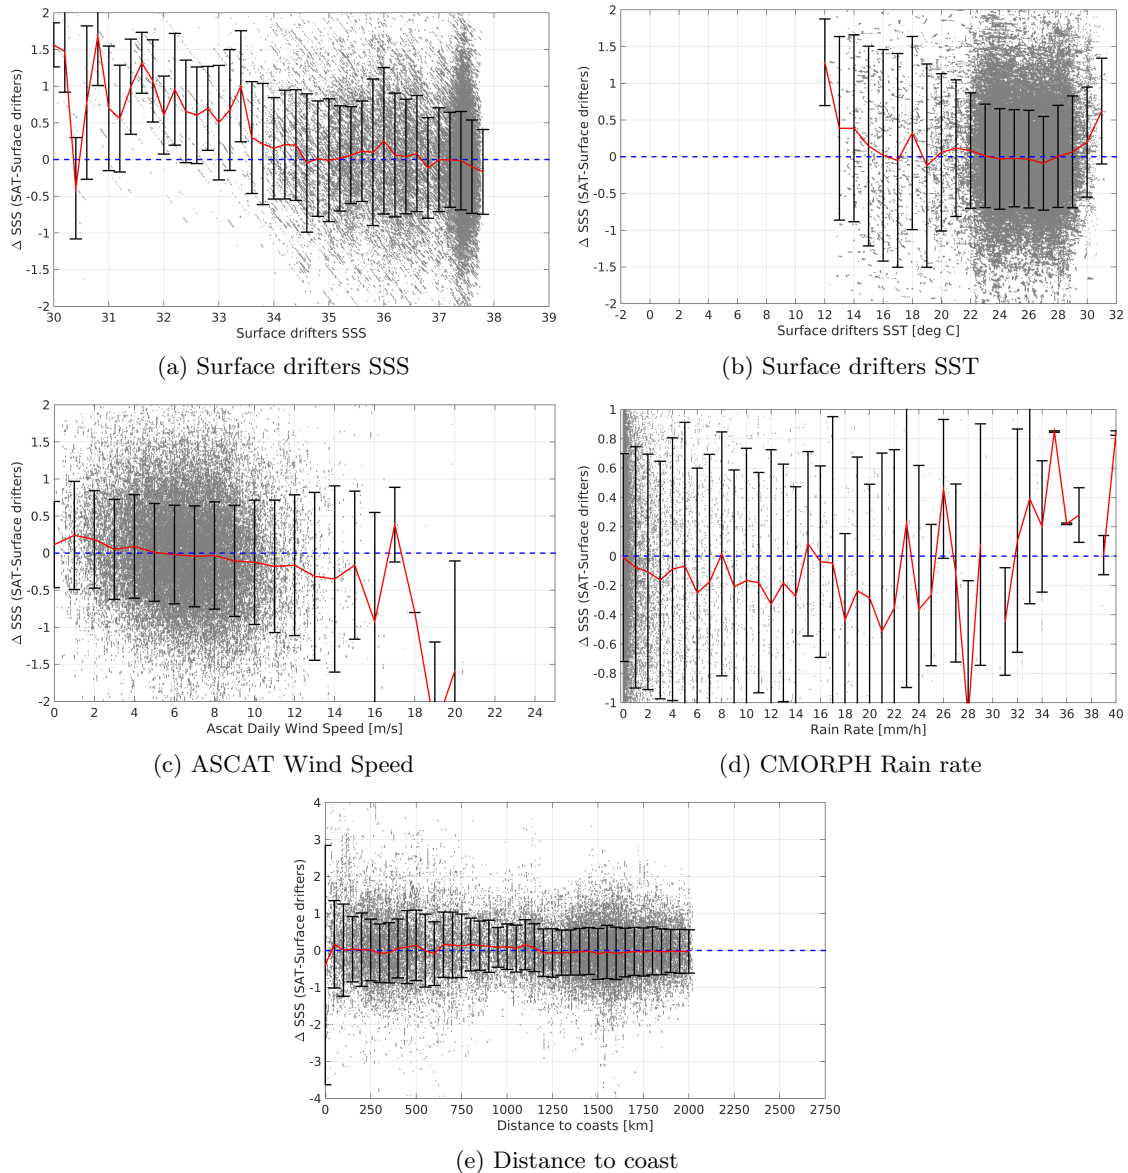 2
1.5
1
0.5
0
-0.5
-1
-1.5
-2
Δ SSS (SAT-Surface drifters)
30 31 32 33 34 35 36 37 38 39
Surface drifters SSS
(a) Surface drifters SSS
2
1.5
1
0.5
0
-0.5
-1
-1.5
-2
Δ SSS (SAT-Surface drifters)
-2 0 2 4 6 8 10 12 14 16 18 20 22 24 26 28 30 32
Surface drifters SST [deg C]
(b) Surface drifters SST
2
1.5
1
0.5
0
-0.5
-1
-1.5
-2
Δ SSS (SAT-Surface drifters)
0 2 4 6 8 10 12 14 16 18 20 22 24
Ascat Daily Wind Speed [m/s]
(c) ASCAT Wind Speed
1
0.8
0.6
0.4
0.2
0
-0.2
-0.4
-0.6
-0.8
-1
Δ SSS (SAT-Surface drifters)
0 2 4 6 8 10 12 14 16 18 20 22 24 26 28 30 32 34 36 38 40
Rain Rate [mm/h]
(d) CMORPH Rain rate
4
3
2
1
0
-1
-2
-3
-4
Δ SSS (SAT-Surface drifters)
0 250 500 750 1000 1250 1500 1750 2000 2250 2500 2750
Distance to coasts [km]
(e) Distance to coast